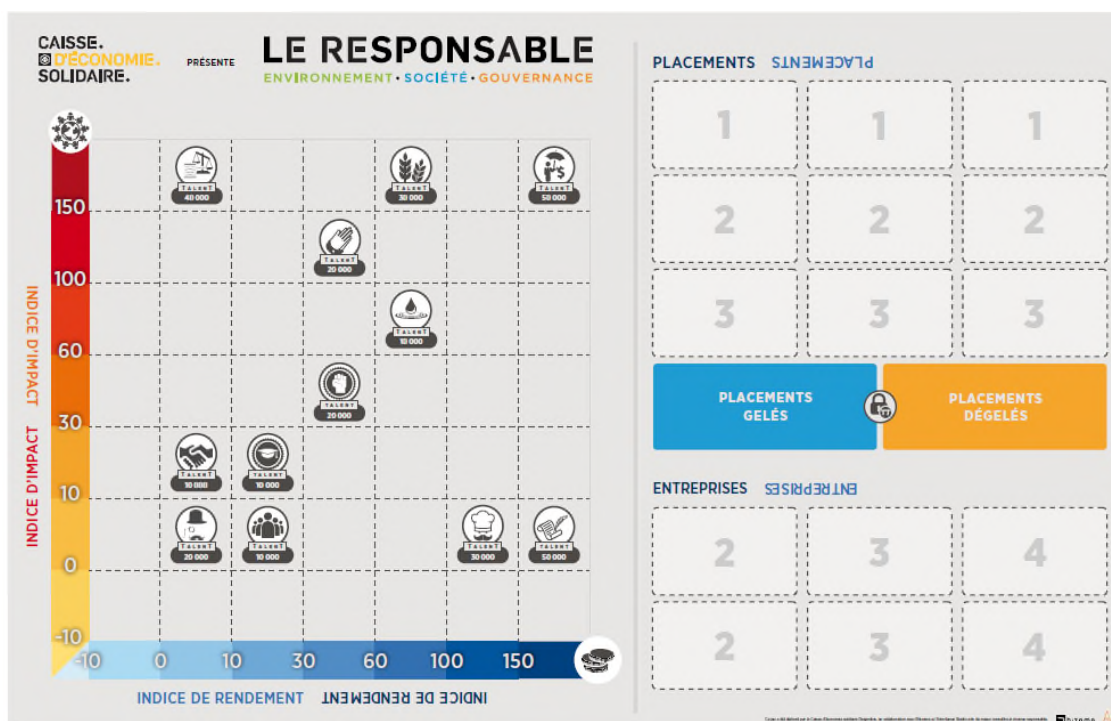 CAISSE.
D'ÉCONOMIE.
SOLIDAIRE.
PRÉSENTE
LE RESPONSABLE
ENVIRONNEMENT • SOCIÉTÉ • GOUVERNANCE
INDICE D'IMPACT
INDICE D'IMPACT
150
100
60
30
10
0
-10
TALENT
40 000
TALENT
30 000
TALENT
50 000
TALENT
20 000
TALENT
10 000
TALENT
20 000
TALENT
10 000
TALENT
10 000
TALENT
20 000
TALENT
10 000
TALENT
30 000
TALENT
50 000
-10 0 10 30 60 100 150
INDICE DE RENDEMENT INDICE DE RENDEMENT
PLACEMENTS PLACEMENTS
1 1 1
2 2 2
3 3 3
PLACEMENTS
GELÉS
PLACEMENTS
DÉGELÉS
ENTREPRISES ENTREPRISES
2 3 4
2 3 4